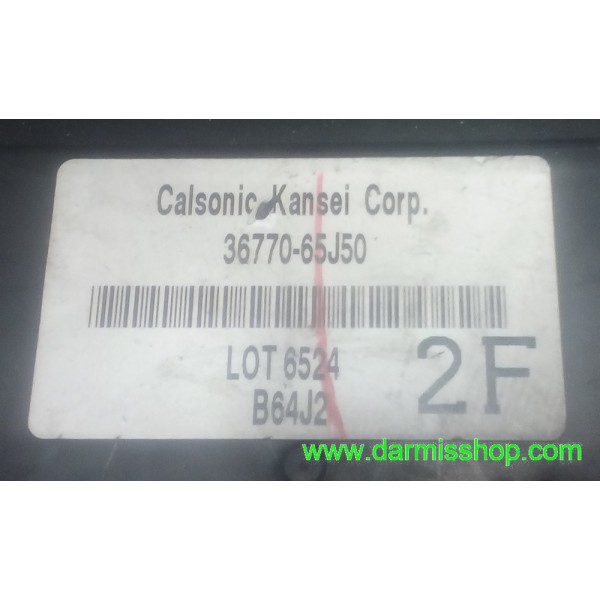 Calsonic Kansei Corp.
36770-65J50
LOT 6524
B64J2
2F
www.darmisshop.com